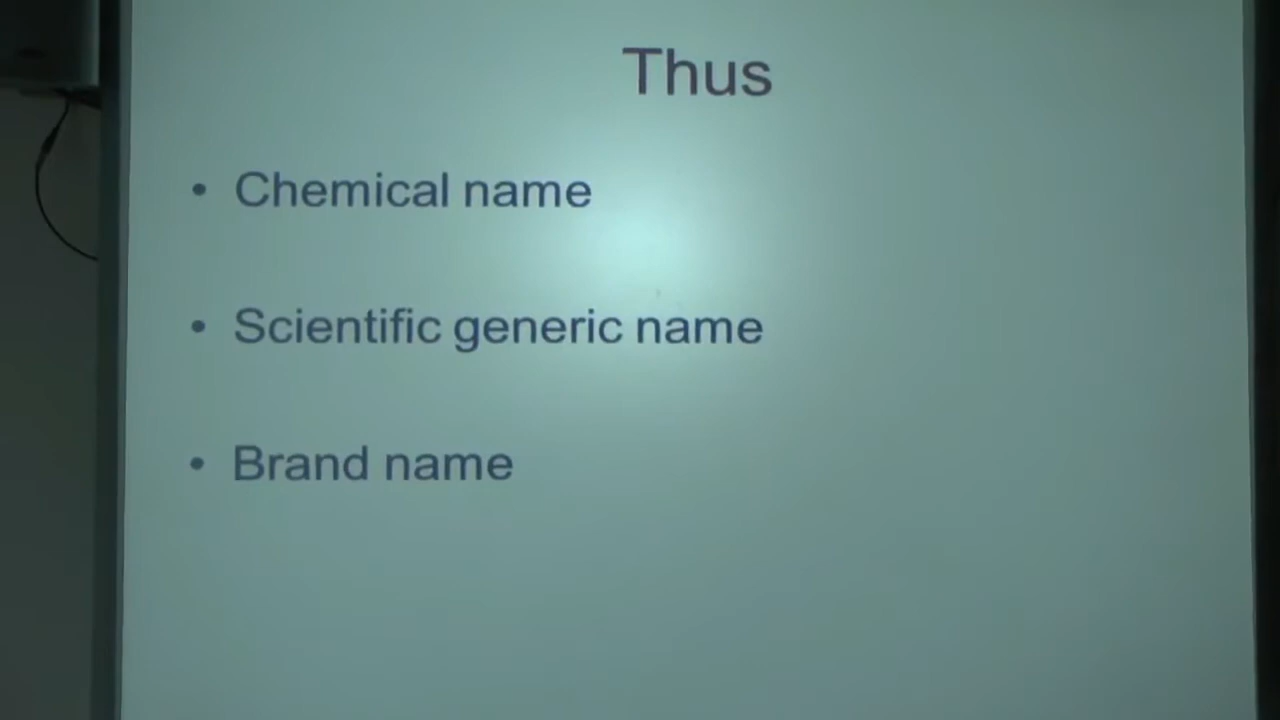 Thus
• Chemical name
• Scientific generic name
• Brand name